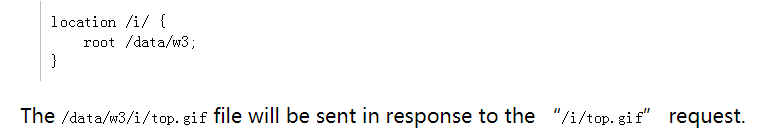 location /i/ {
    root /data/w3;
}
The /data/w3/i/top.gif file will be sent in response to the “/i/top.gif” request.